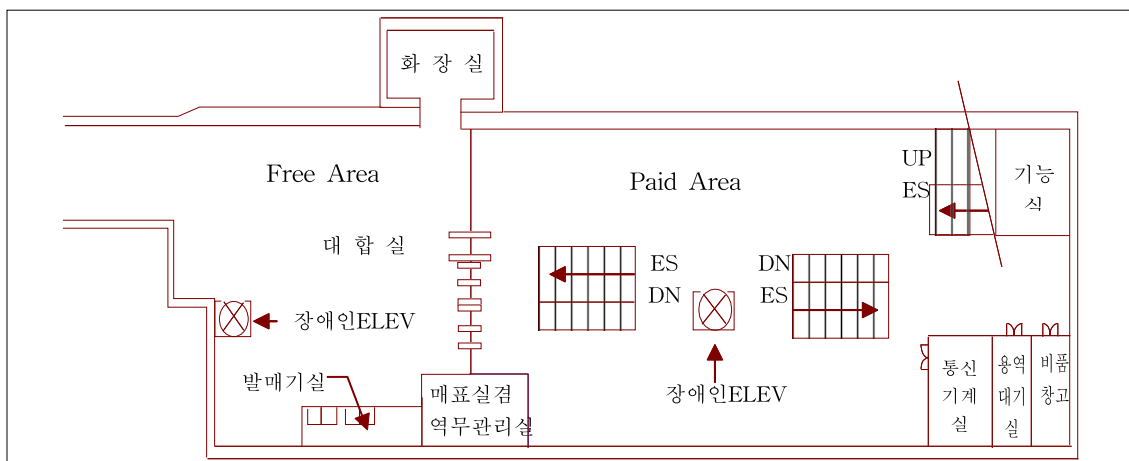 화 장 실
Free Area
Paid Area
UP
ES
기능
식
대 합 실
ES
DN
DN
ES
장애인ELEV
장애인ELEV
발매기실
매표실겸
역무관리실
통신
기계
실
용역
대기
실
비품
창고